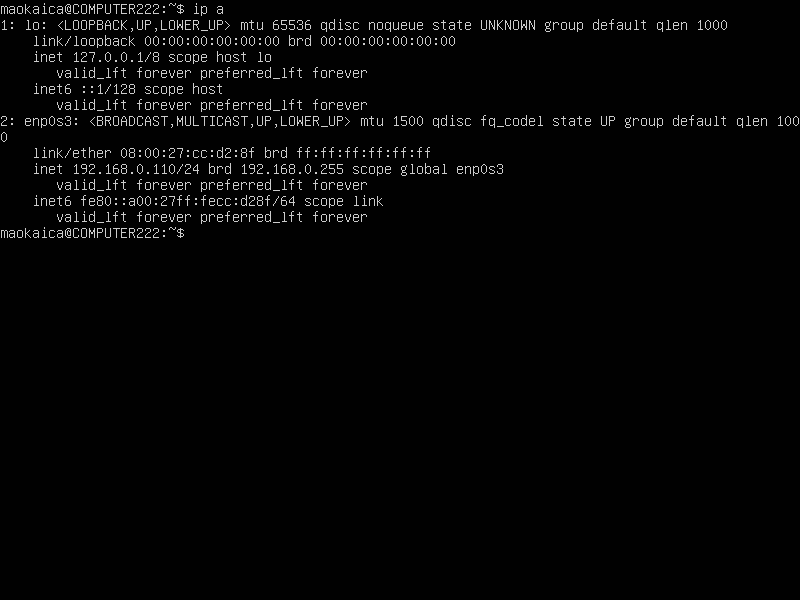 maokaica@COMPUTER222:~$ ip a
1: lo: <LOOPBACK,UP,LOWER_UP> mtu 65536 qdisc noqueue state UNKNOWN group default qlen 1000
    link/loopback 00:00:00:00:00:00 brd 00:00:00:00:00:00
    inet 127.0.0.1/8 scope host lo
       valid_lft forever preferred_lft forever
    inet6 ::1/128 scope host
       valid_lft forever preferred_lft forever
2: enp0s3: <BROADCAST,MULTICAST,UP,LOWER_UP> mtu 1500 qdisc fq_codel state UP group default qlen 100
0
    link/ether 08:00:27:cc:d2:8f brd ff:ff:ff:ff:ff:ff
    inet 192.168.0.110/24 brd 192.168.0.255 scope global enp0s3
       valid_lft forever preferred_lft forever
    inet6 fe80::a00:27ff:fecc:d28f/64 scope link
       valid_lft forever preferred_lft forever
maokaica@COMPUTER222:~$